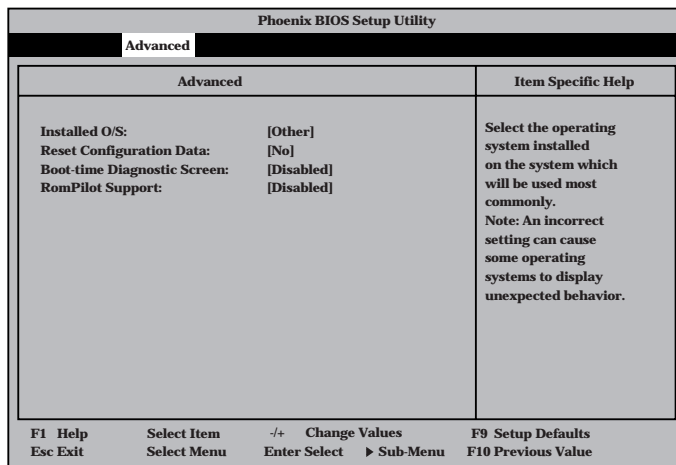 Phoenix BIOS Setup Utility
Advanced
Advanced
Item Specific Help
Installed O/S: [Other]
Reset Configuration Data: [No]
Boot-time Diagnostic Screen: [Disabled]
RomPilot Support: [Disabled]
Select the operating
system installed
on the system which
will be used most
commonly.
Note: An incorrect
setting can cause
some operating
systems to display
unexpected behavior.
F1 Help Select Item -/+ Change Values F9 Setup Defaults
Esc Exit Select Menu Enter Select ▶ Sub-Menu F10 Previous Value